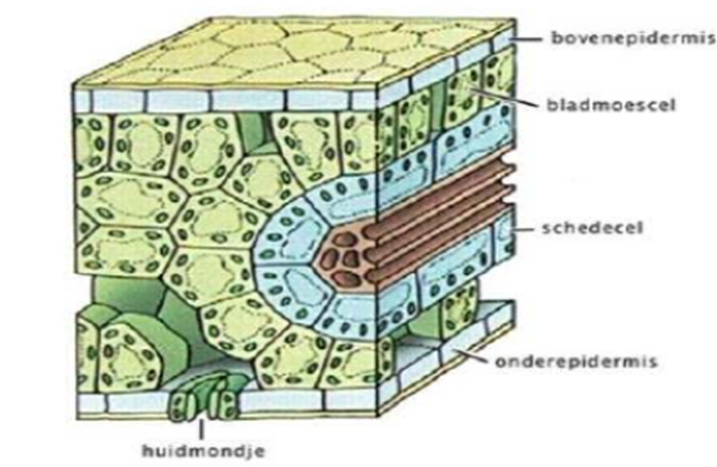 bovenepidermis
bladmoescel
schedecel
onderepidermis
huidmondje